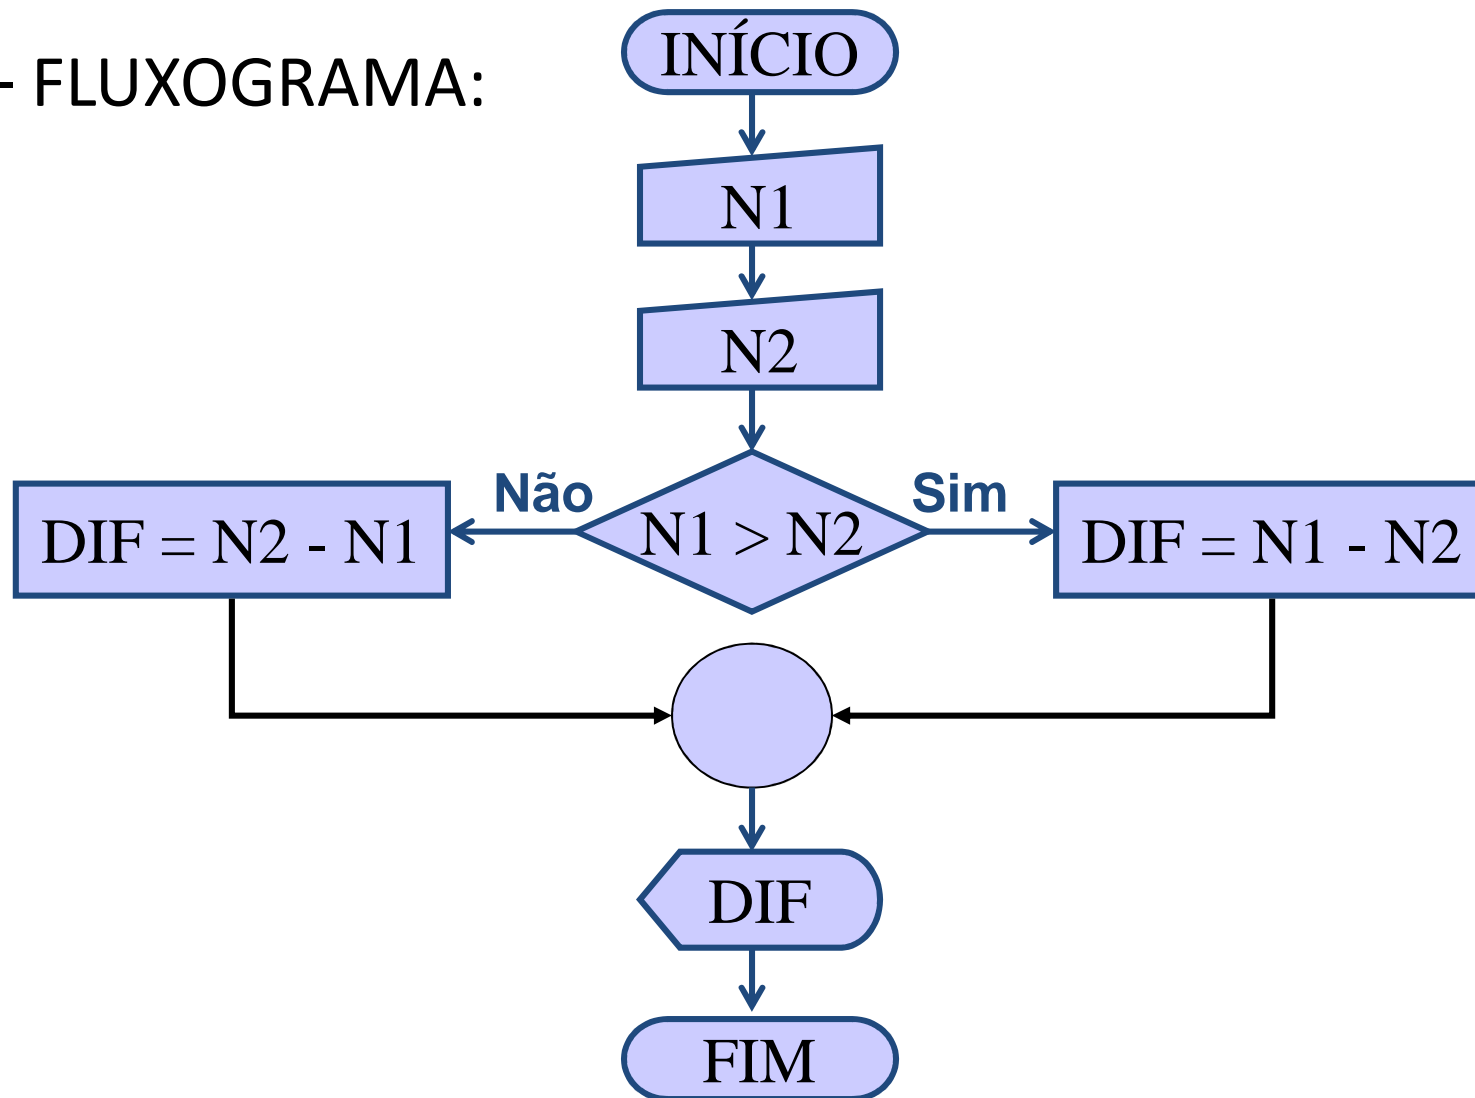 - FLUXOGRAMA:
INÍCIO
N1
N2
Não
Sim
DIF = N2 - N1
N1 > N2
DIF = N1 - N2
DIF
FIM